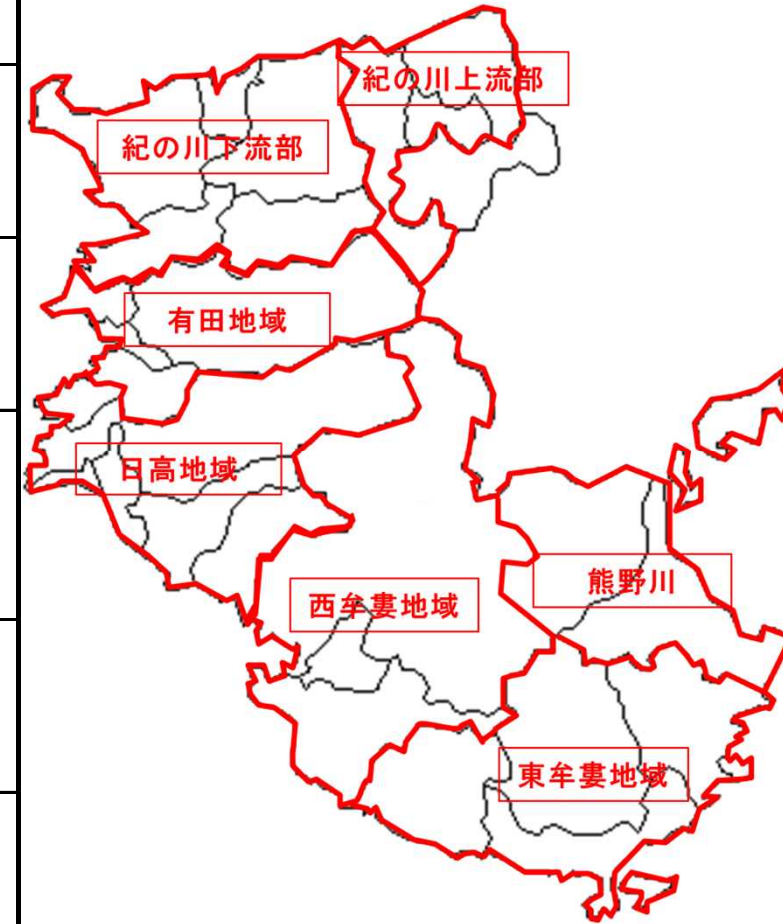 紀の川上流部
紀の川下流部
有田地域
日高地域
西牟婁地域
熊野川
東牟婁地域